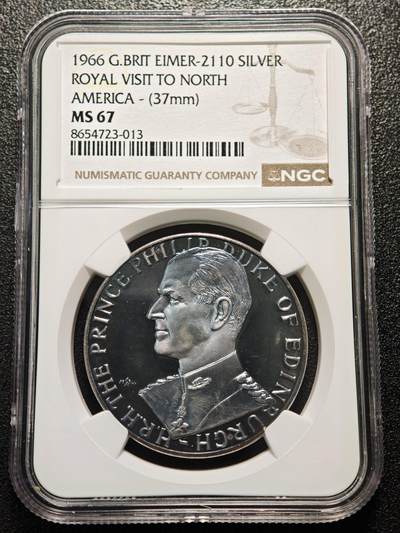 1966 G.BRIT EIMER-2110 SILVER
ROYAL VISIT TO NORTH
AMERICA - (37mm)
MS 67
8654723-013
NUMISMATIC GUARANTY COMPANY NGC
H.R.H. THE PRINCE PHILIP DUKE OF EDINBURGH